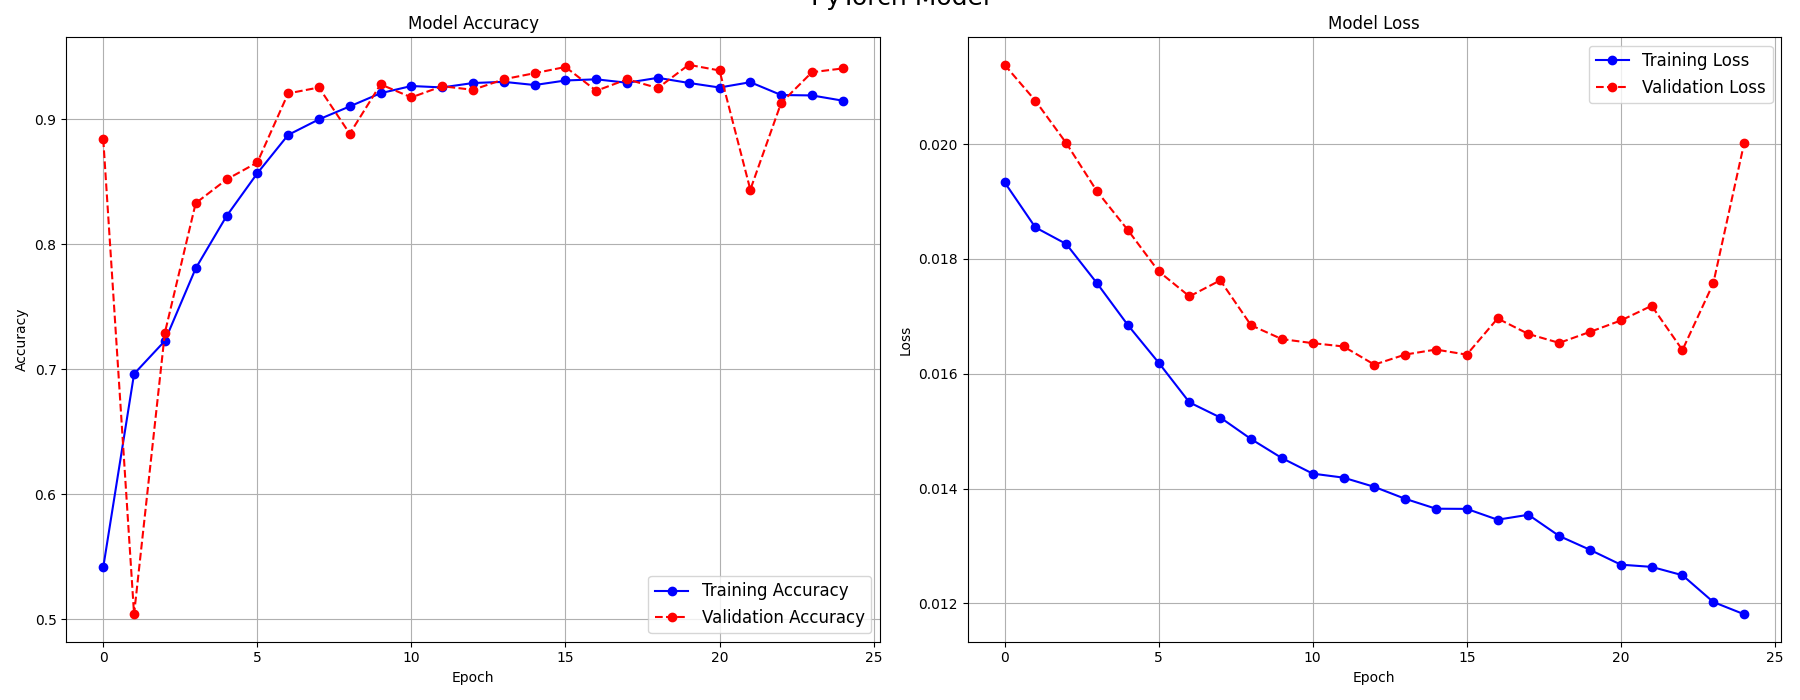 PyTorch Model
Model Accuracy
Accuracy
0.9
0.8
0.7
0.6
0.5
Training Accuracy
Validation Accuracy
0
5
10
15
20
25
Epoch
Model Loss
Loss
0.020
0.018
0.016
0.014
0.012
Training Loss
Validation Loss
0
5
10
15
20
25
Epoch